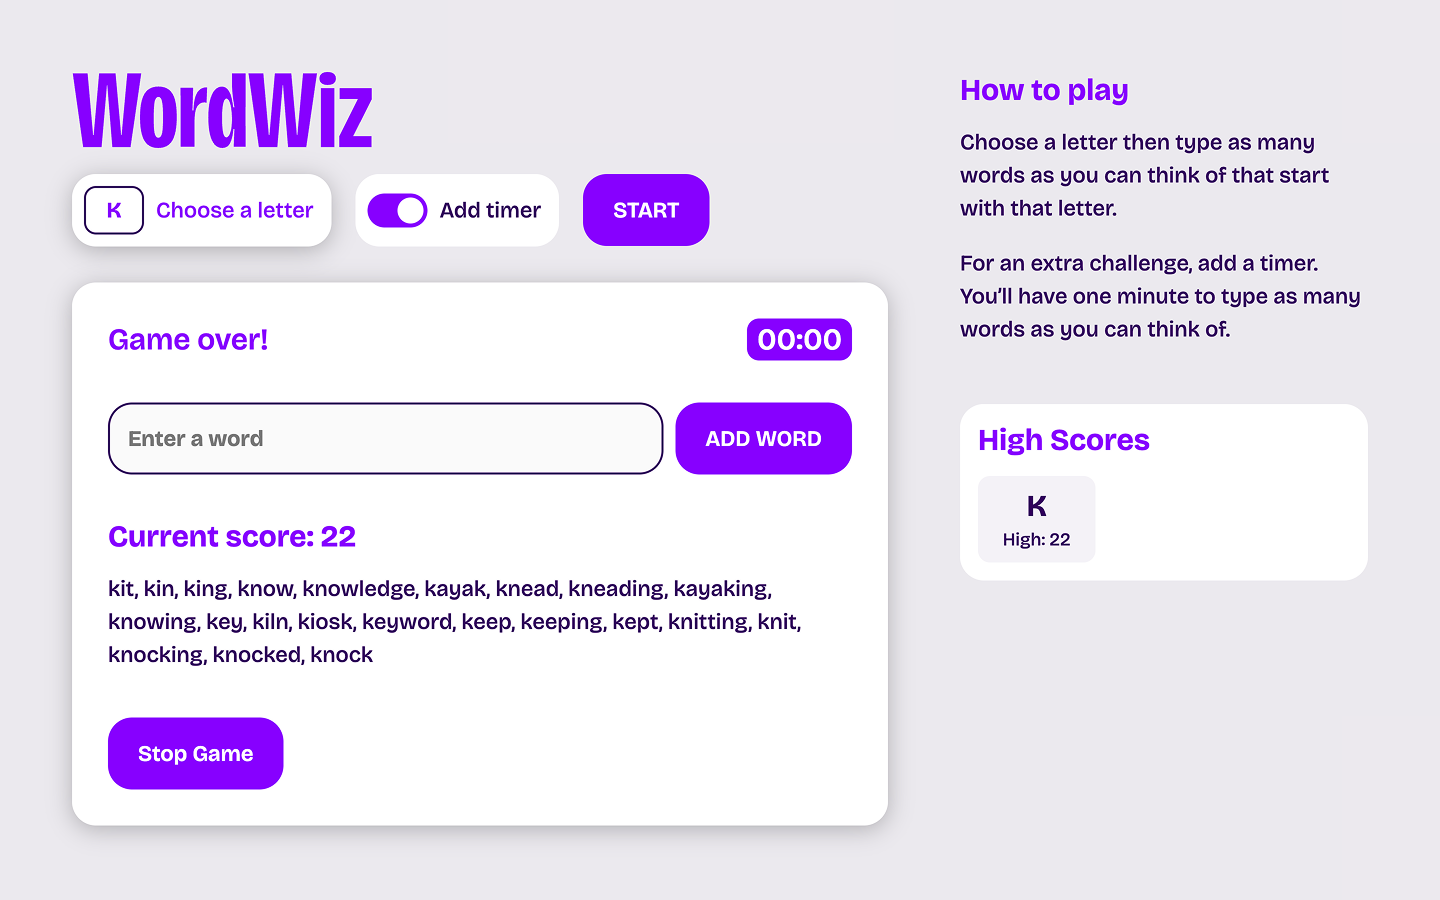 WordWiz
K Choose a letter
Add timer
START
Game over!
00:00
Enter a word
ADD WORD
Current score: 22
kit, kin, king, know, knowledge, kayak, knead, kneading, kayaking,
knowing, key, kiln, kiosk, keyword, keep, keeping, kept, knitting, knit,
knocking, knocked, knock
Stop Game
How to play
Choose a letter then type as many
words as you can think of that start
with that letter.
For an extra challenge, add a timer.
You’ll have one minute to type as many
words as you can think of.
High Scores
K
High: 22